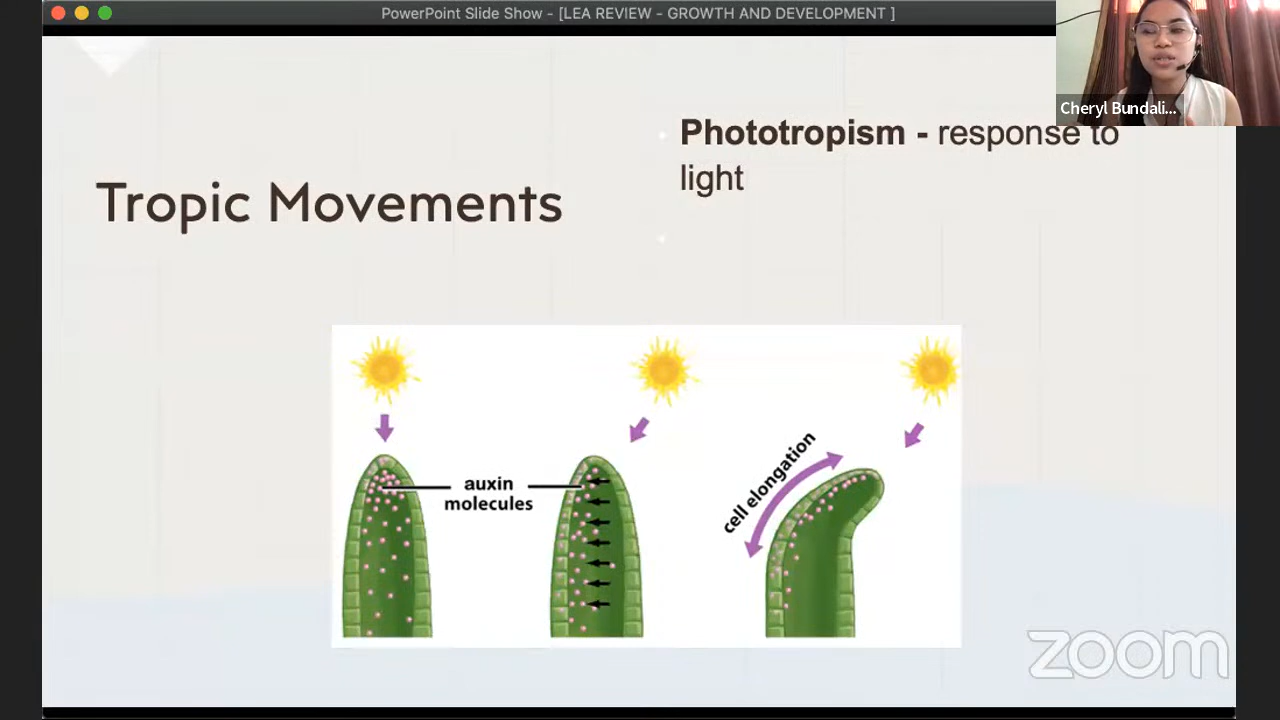 PowerPoint Slide Show - [LEA REVIEW - GROWTH AND DEVELOPMENT ]
Cheryl Bundali...
Phototropism - response to
light
Tropic Movements
auxin
molecules
cell elongation
zoom